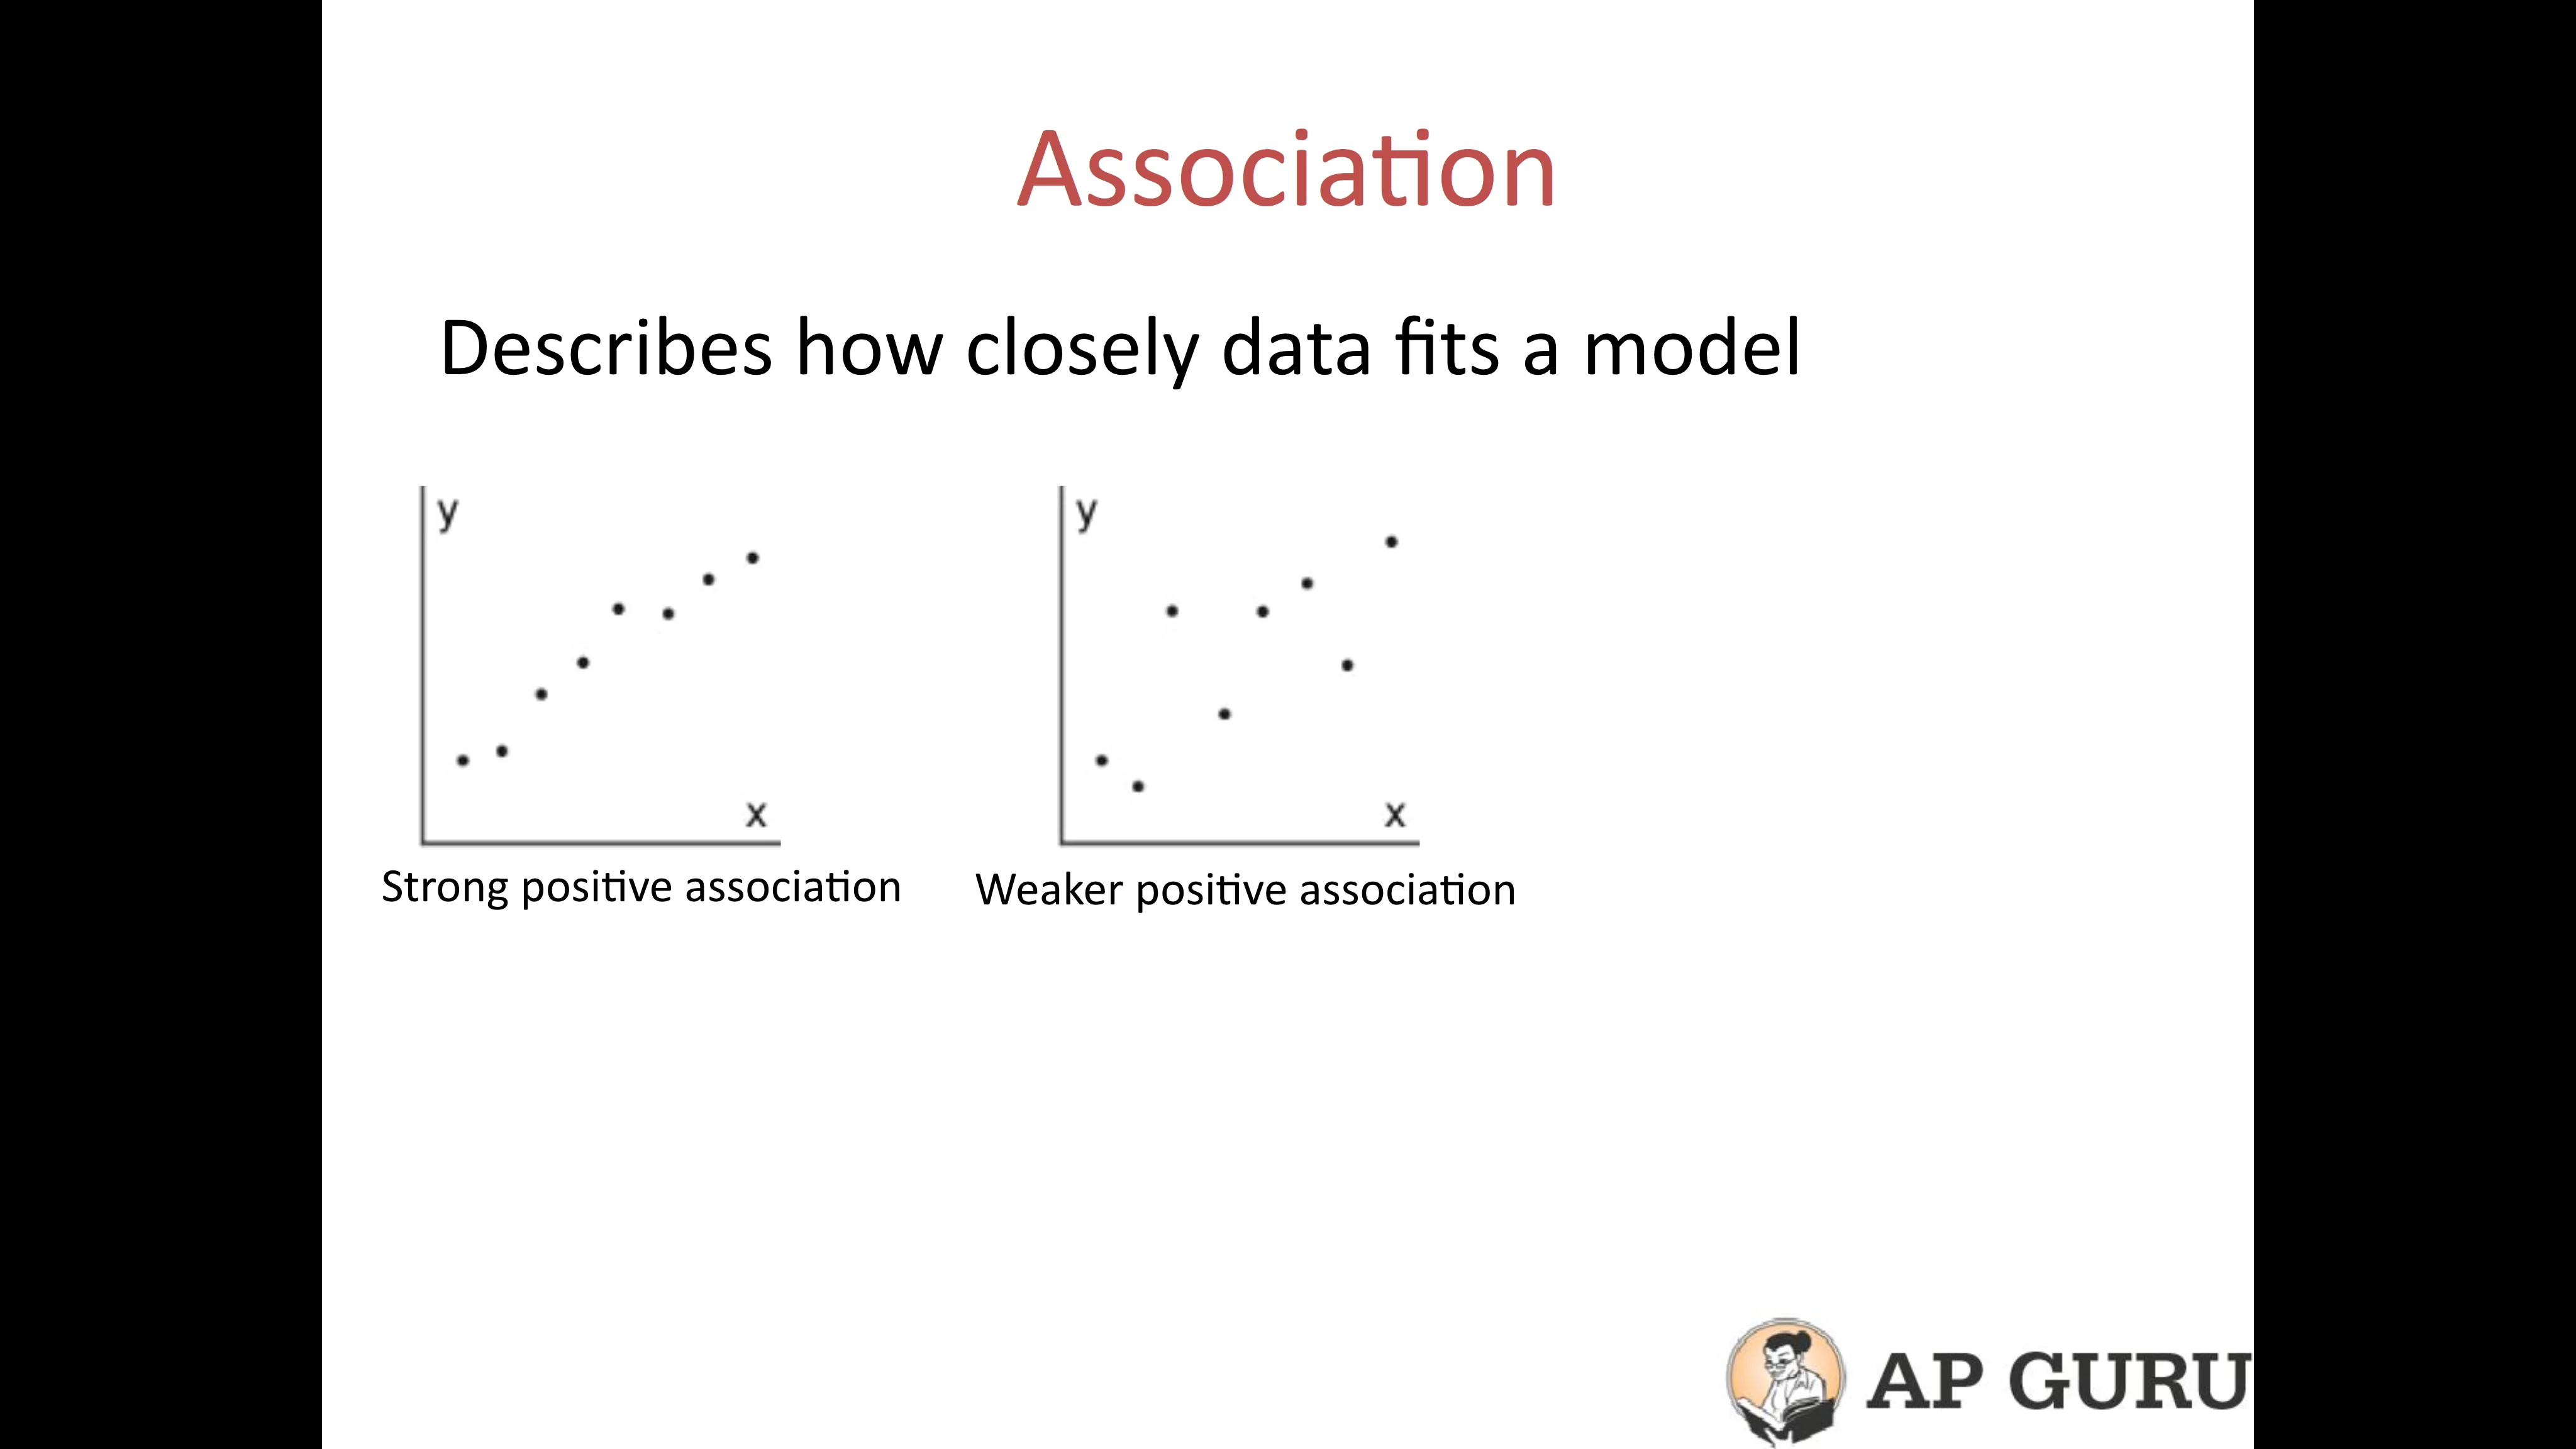 Association
Describes how closely data fits a model
y
x
Strong positive association
y
x
Weaker positive association
AP GURU